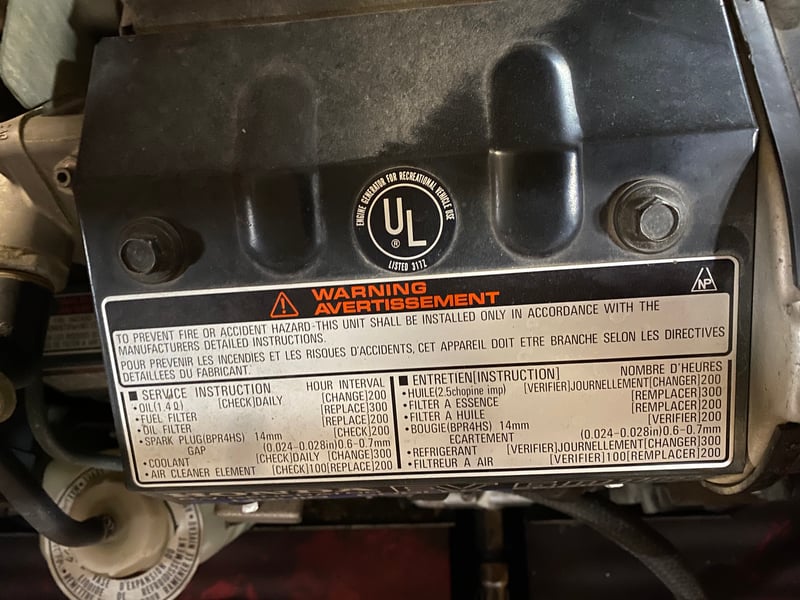 ENGINE GENERATOR FOR RECREATIONAL VEHICLE USE
UL
®
LISTED 317Z
WARNING
AVERTISSEMENT
NP
TO PREVENT FIRE OR ACCIDENT HAZARD-THIS UNIT SHALL BE INSTALLED ONLY IN ACCORDANCE WITH THE
MANUFACTURERS DETAILED INSTRUCTIONS.
POUR PREVENIR LES INCENDIES ET LES RISQUES D'ACCIDENTS, CET APPAREIL DOIT ETRE BRANCHE SELON LES DIRECTIVES
DETAILLEES DU FABRICANT.
■ SERVICE INSTRUCTION HOUR INTERVAL
•OIL(1.4ℓ) [CHECK]DAILY [CHANGE]200
•FUEL FILTER [REPLACE]300
•OIL FILTER [REPLACE]200
•SPARK PLUG(BPR4HS) 14mm [CHECK]200
GAP (0.024-0.028in)0.6-0.7mm
•COOLANT [CHECK]DAILY [CHANGE]300
•AIR CLEANER ELEMENT [CHECK]100[REPLACE]200
■ ENTRETIEN[INSTRUCTION] NOMBRE D'HEURES
•HUILE(2.5chopine imp) [VERIFIER]JOURNELLEMENT[CHANGER]200
•FILTER A ESSENCE [REMPLACER]300
•FILTER A HUILE [REMPLACER]200
•BOUGIE(BPR4HS) 14mm [VERIFIER]200
ECARTEMENT (0.024-0.028in)0.6-0.7mm
•REFRIGERANT [VERIFIER]JOURNELLEMENT[CHANGER]300
•FILTREUR A AIR [VERIFIER]100[REMPLACER]200